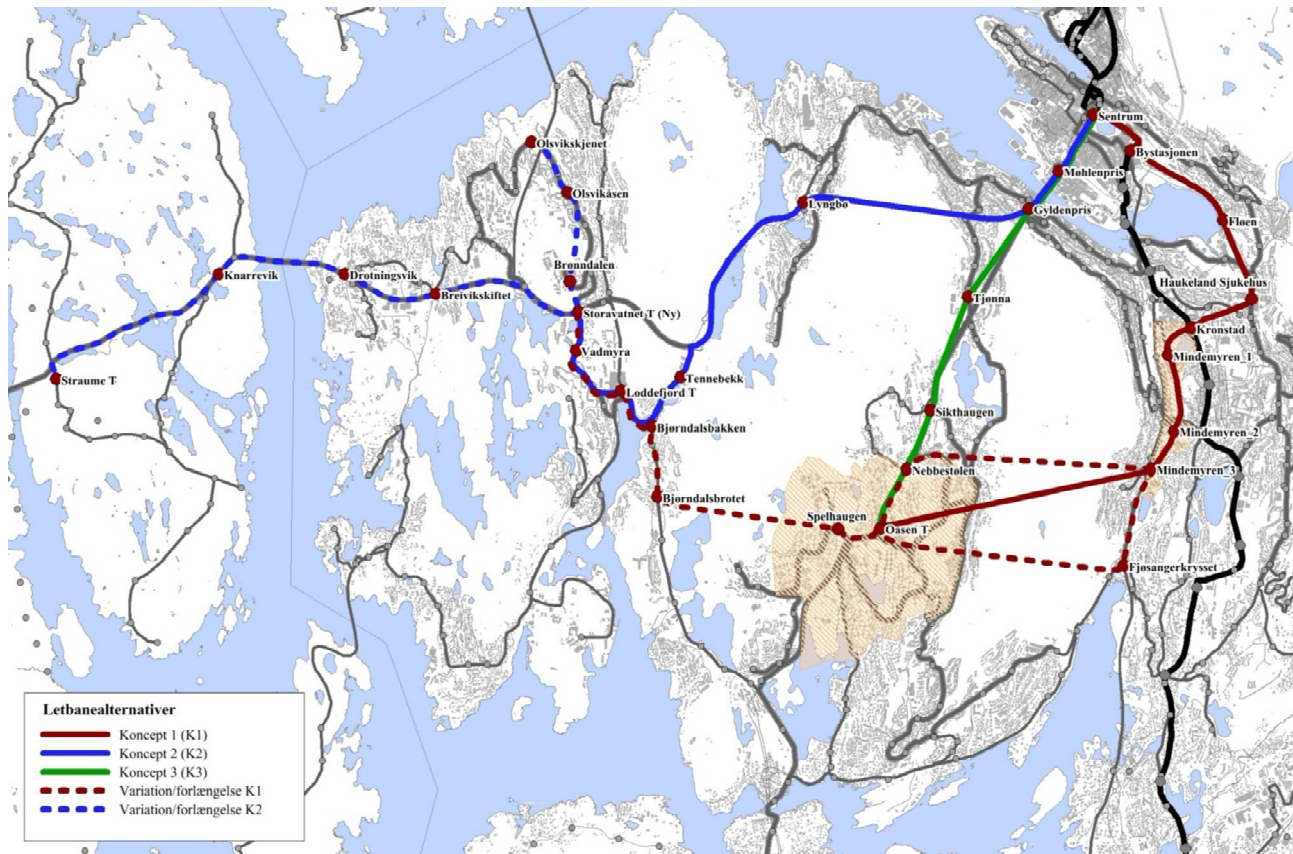 Olsvikskjenet
Olsvikåsen
Brønndalen
Knarrevik
Drotningsvik
Breivikskiftet
Storavatnet T (Ny)
Vadmyra
Straume T
Loddefjord T
Tennebekk
Bjørndalsbakken
Bjørndalsbrotet
Lyngbø
Sentrum
Bystasjonen
Møhlenpris
Gyldenpris
Fløen
Haukeland Sjukehus
Tjønna
Kronstad
Mindemyren_1
Sikthaugen
Mindemyren_2
Nebbestølen
Mindemyren_3
Spelhaugen
Oasen T
Fjøsangerkrysset
Letbanealternativer
Koncept 1 (K1)
Koncept 2 (K2)
Koncept 3 (K3)
Variation/forlængelse K1
Variation/forlængelse K2